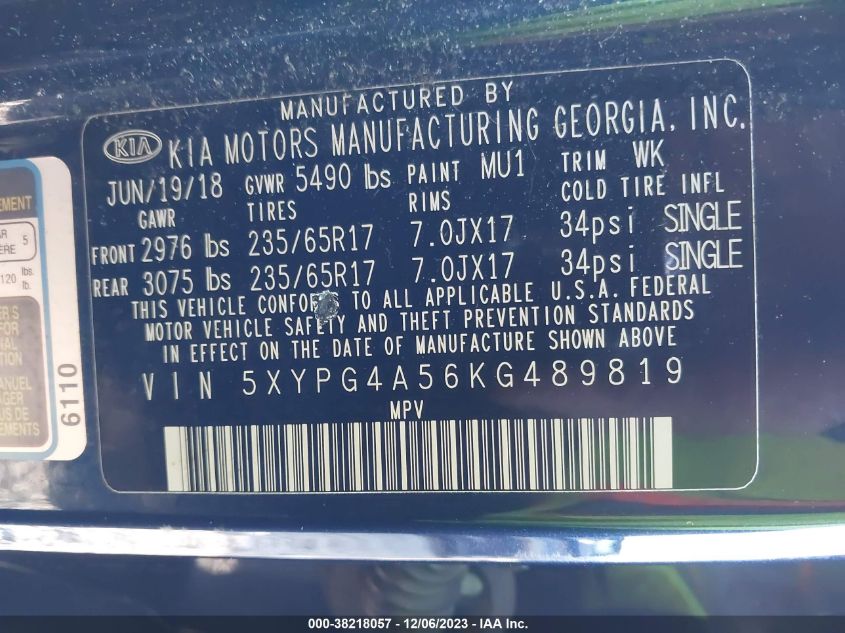 MANUFACTURED BY
KIA KIA MOTORS MANUFACTURING GEORGIA, INC.
JUN/19/18 GVWR 5490 lbs PAINT MU1 TRIM WK
GAWR TIRES RIMS COLD TIRE INFL
FRONT 2976 lbs 235/65R17 7.0JX17 34psi SINGLE
REAR 3075 lbs 235/65R17 7.0JX17 34psi SINGLE
THIS VEHICLE CONFORMS TO ALL APPLICABLE U.S.A. FEDERAL
MOTOR VEHICLE SAFETY AND THEFT PREVENTION STANDARDS
IN EFFECT ON THE DATE OF MANUFACTURE SHOWN ABOVE
VIN 5XYPG4A56KG489819
MPV
5
120 lbs.
lb.
6110
000-38218057 - 12/06/2023 - IAA Inc.